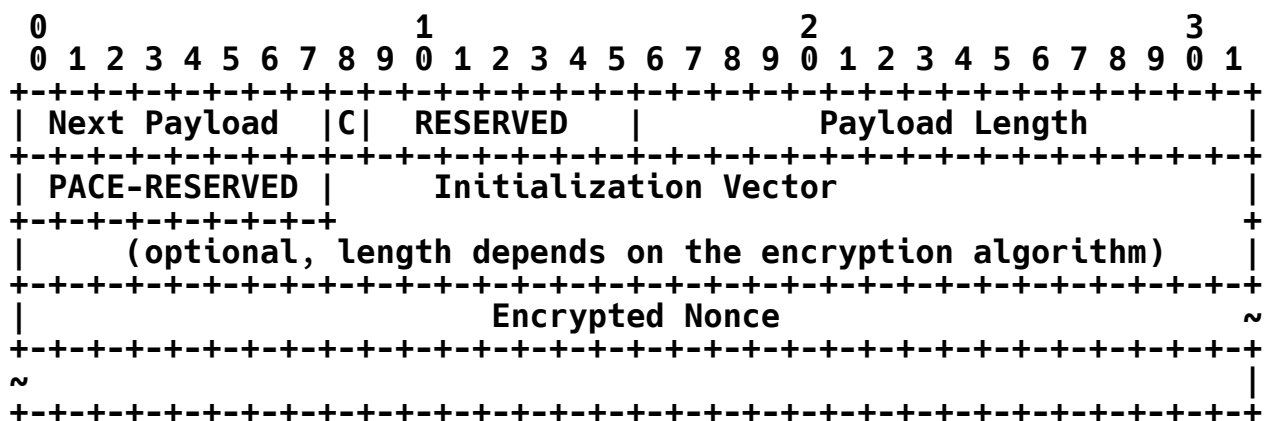 0                   1                   2                   3
 0 1 2 3 4 5 6 7 8 9 0 1 2 3 4 5 6 7 8 9 0 1 2 3 4 5 6 7 8 9 0 1
+-+-+-+-+-+-+-+-+-+-+-+-+-+-+-+-+-+-+-+-+-+-+-+-+-+-+-+-+-+-+-+-+
| Next Payload  |C|  RESERVED   |         Payload Length        |
+-+-+-+-+-+-+-+-+-+-+-+-+-+-+-+-+-+-+-+-+-+-+-+-+-+-+-+-+-+-+-+-+
| PACE-RESERVED |     Initialization Vector                     |
+-+-+-+-+-+-+-+-+                                               +
|     (optional, length depends on the encryption algorithm)    |
+-+-+-+-+-+-+-+-+-+-+-+-+-+-+-+-+-+-+-+-+-+-+-+-+-+-+-+-+-+-+-+-+
|                        Encrypted Nonce                        ~
+-+-+-+-+-+-+-+-+-+-+-+-+-+-+-+-+-+-+-+-+-+-+-+-+-+-+-+-+-+-+-+-+
~                                                               |
+-+-+-+-+-+-+-+-+-+-+-+-+-+-+-+-+-+-+-+-+-+-+-+-+-+-+-+-+-+-+-+-+